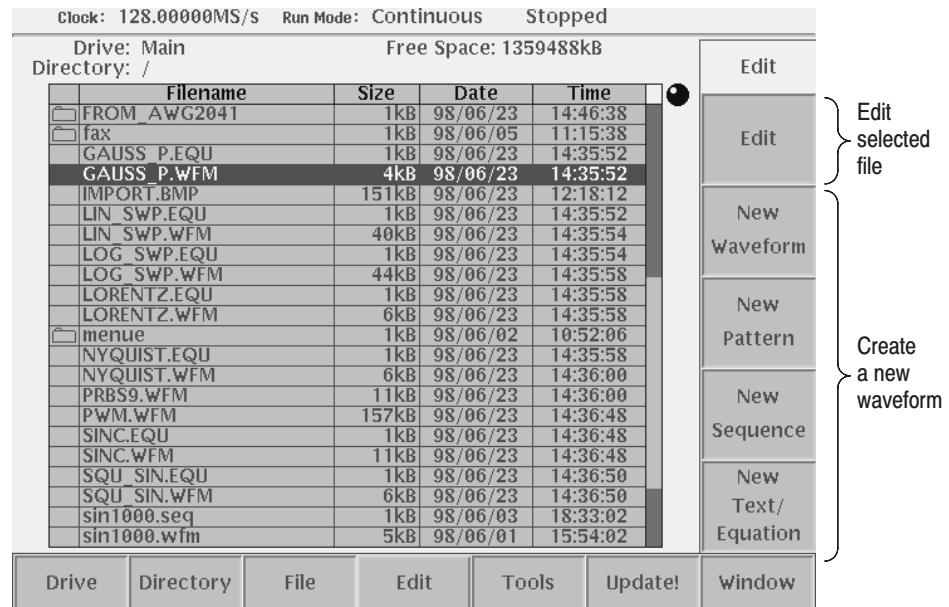 Clock: 128.00000MS/s Run Mode: Continuous Stopped
Drive: Main Free Space: 1359488kB
Directory: /
Filename Size Date Time
FROM_AWG2041 1kB 98/06/23 14:46:38
fax 1kB 98/06/05 11:15:38
GAUSS_P.EQU 1kB 98/06/23 14:35:52
GAUSS_P.WFM 4kB 98/06/23 14:35:52
IMPORT.BMP 151kB 98/06/23 12:18:12
LIN_SWP.EQU 1kB 98/06/23 14:35:52
LIN_SWP.WFM 40kB 98/06/23 14:35:54
LOG_SWP.EQU 1kB 98/06/23 14:35:54
LOG_SWP.WFM 44kB 98/06/23 14:35:58
LORENTZ.EQU 1kB 98/06/23 14:35:58
LORENTZ.WFM 6kB 98/06/23 14:35:58
menue 1kB 98/06/02 10:52:06
NYQUIST.EQU 1kB 98/06/23 14:35:58
NYQUIST.WFM 6kB 98/06/23 14:36:00
PRBS9.WFM 11kB 98/06/23 14:36:00
PWM.WFM 157kB 98/06/23 14:36:48
SINC.EQU 1kB 98/06/23 14:36:48
SINC.WFM 11kB 98/06/23 14:36:48
SQU_SIN.EQU 1kB 98/06/23 14:36:50
SQU_SIN.WFM 6kB 98/06/23 14:36:50
sin1000.seq 1kB 98/06/03 18:33:02
sin1000.wfm 5kB 98/06/01 15:54:02
Edit
Edit
New
Waveform
New
Pattern
New
Sequence
New
Text/
Equation
Edit
selected
file
Create
a new
waveform
Drive Directory File Edit Tools Update! Window